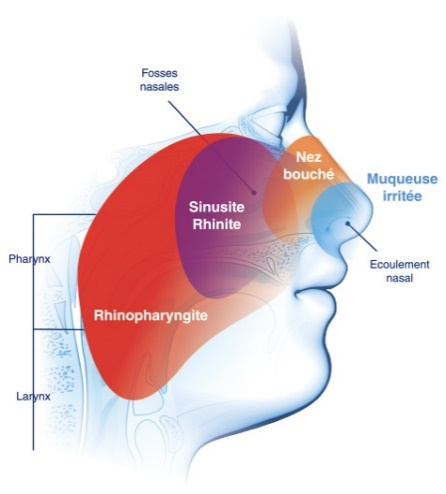 Fosses
nasales
Nez
bouché
Muqueuse
irritée
Sinusite
Rhinite
Pharynx
Ecoulement
nasal
Rhinopharyngite
Larynx